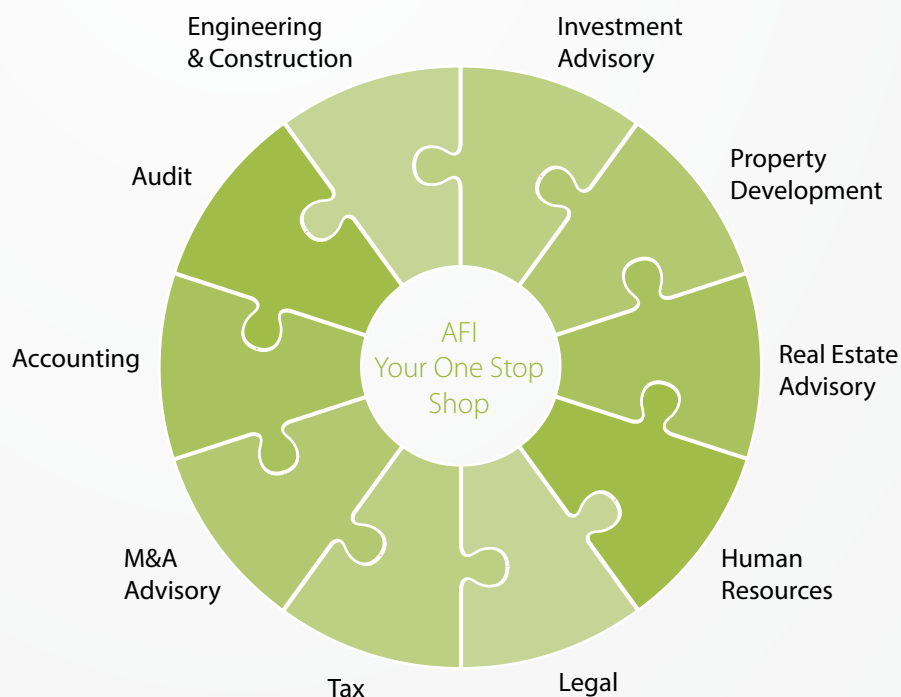 Engineering
& Construction
Investment
Advisory
Audit
Property
Development
Accounting
AFI
Your One Stop
Shop
Real Estate
Advisory
M&A
Advisory
Human
Resources
Tax
Legal